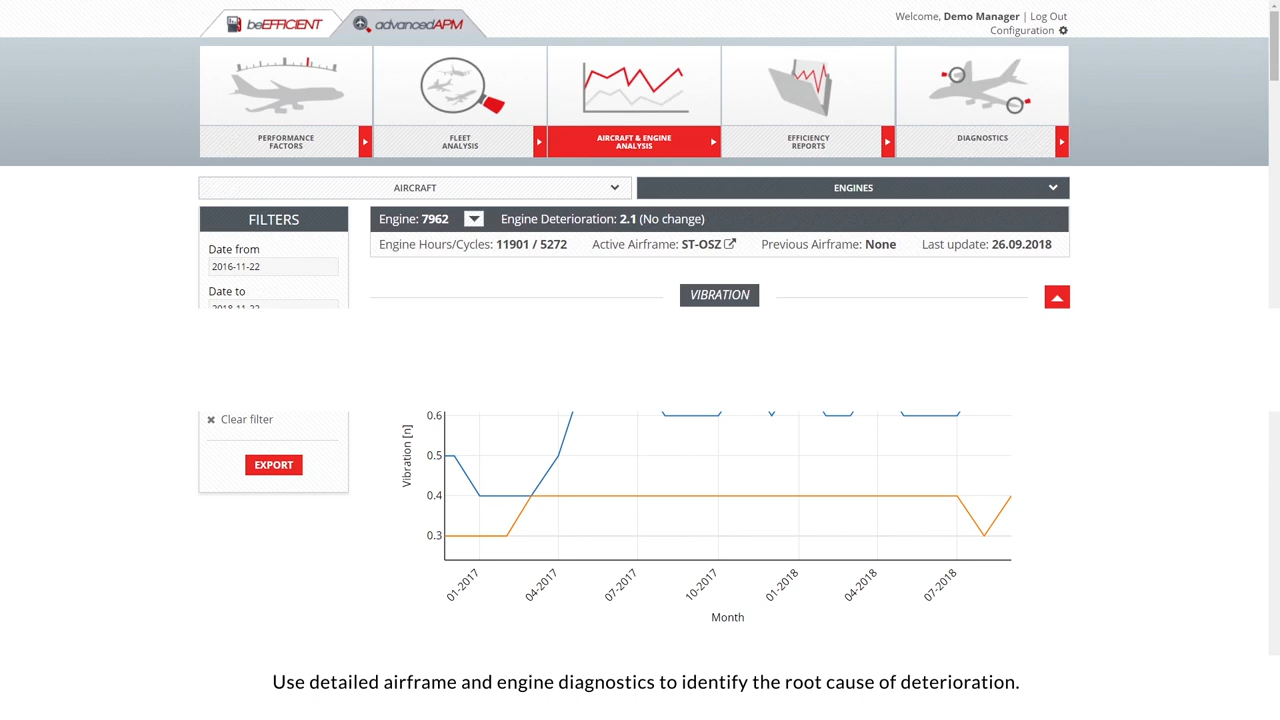 beEFFICIENT
advancedAPM
Welcome, Demo Manager | Log Out
Configuration
PERFORMANCE
FACTORS
FLEET
ANALYSIS
AIRCRAFT & ENGINE
ANALYSIS
EFFICIENCY
REPORTS
DIAGNOSTICS
AIRCRAFT
ENGINES
FILTERS
Date from
2016-11-22
Date to
Engine: 7962
Engine Deterioration: 2.1 (No change)
Engine Hours/Cycles: 11901 / 5272
Active Airframe: ST-OSZ
Previous Airframe: None
Last update: 26.09.2018
VIBRATION
Clear filter
EXPORT
Vibration [n]
0.6
0.5
0.4
0.3
01-2017
04-2017
07-2017
10-2017
01-2018
04-2018
07-2018
Month
Use detailed airframe and engine diagnostics to identify the root cause of deterioration.